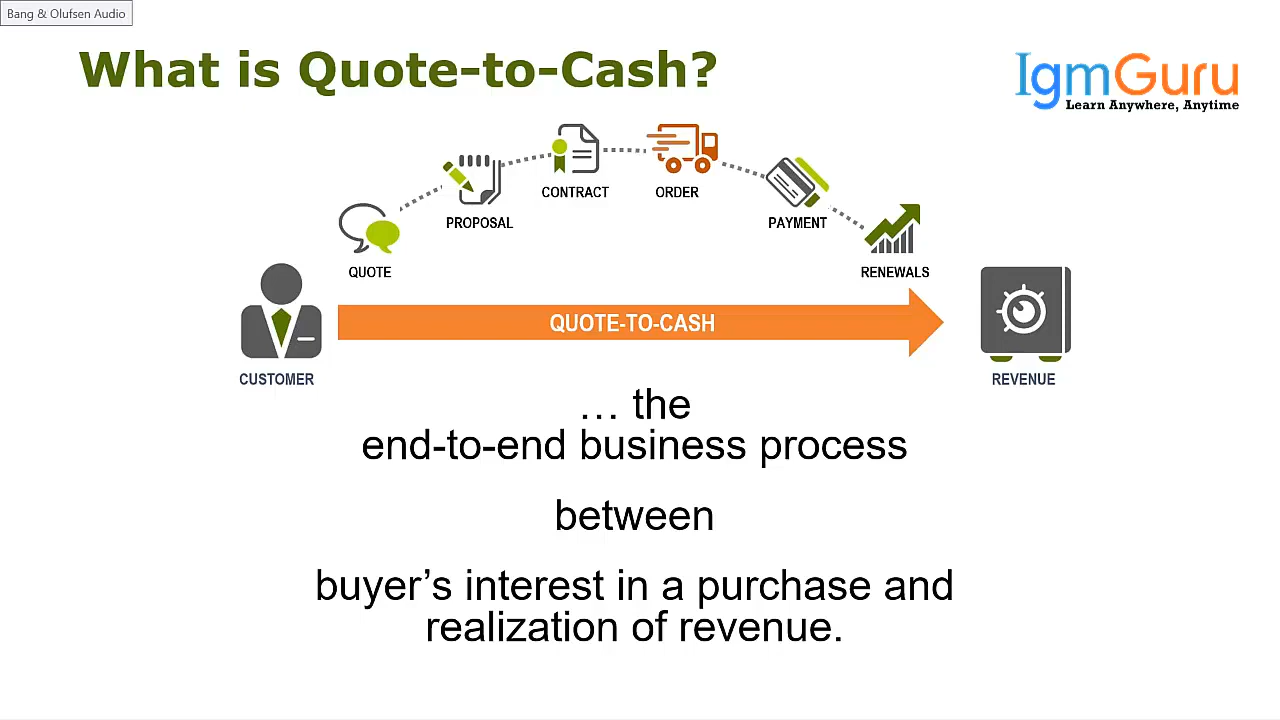 Bang & Olufsen Audio
What is Quote-to-Cash?
IgmGuru
Learn Anywhere, Anytime
CONTRACT
ORDER
PROPOSAL
PAYMENT
QUOTE
RENEWALS
QUOTE-TO-CASH
CUSTOMER
REVENUE
… the
end-to-end business process
between
buyer’s interest in a purchase and
realization of revenue.